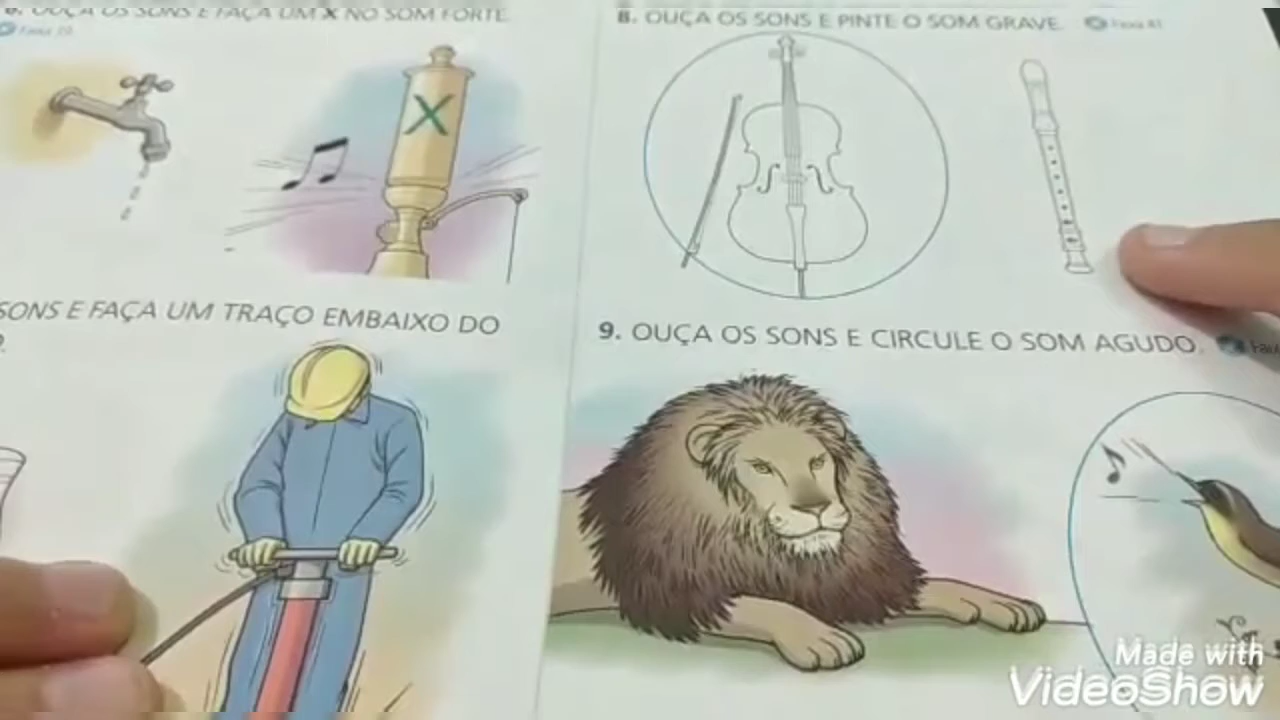 6. OUÇA OS SONS E FAÇA UM X NO SOM FORTE
X
SONS E FAÇA UM TRAÇO EMBAIXO DO
8. OUÇA OS SONS E PINTE O SOM GRAVE.
9. OUÇA OS SONS E CIRCULE O SOM AGUDO.
Made with
VideoShow